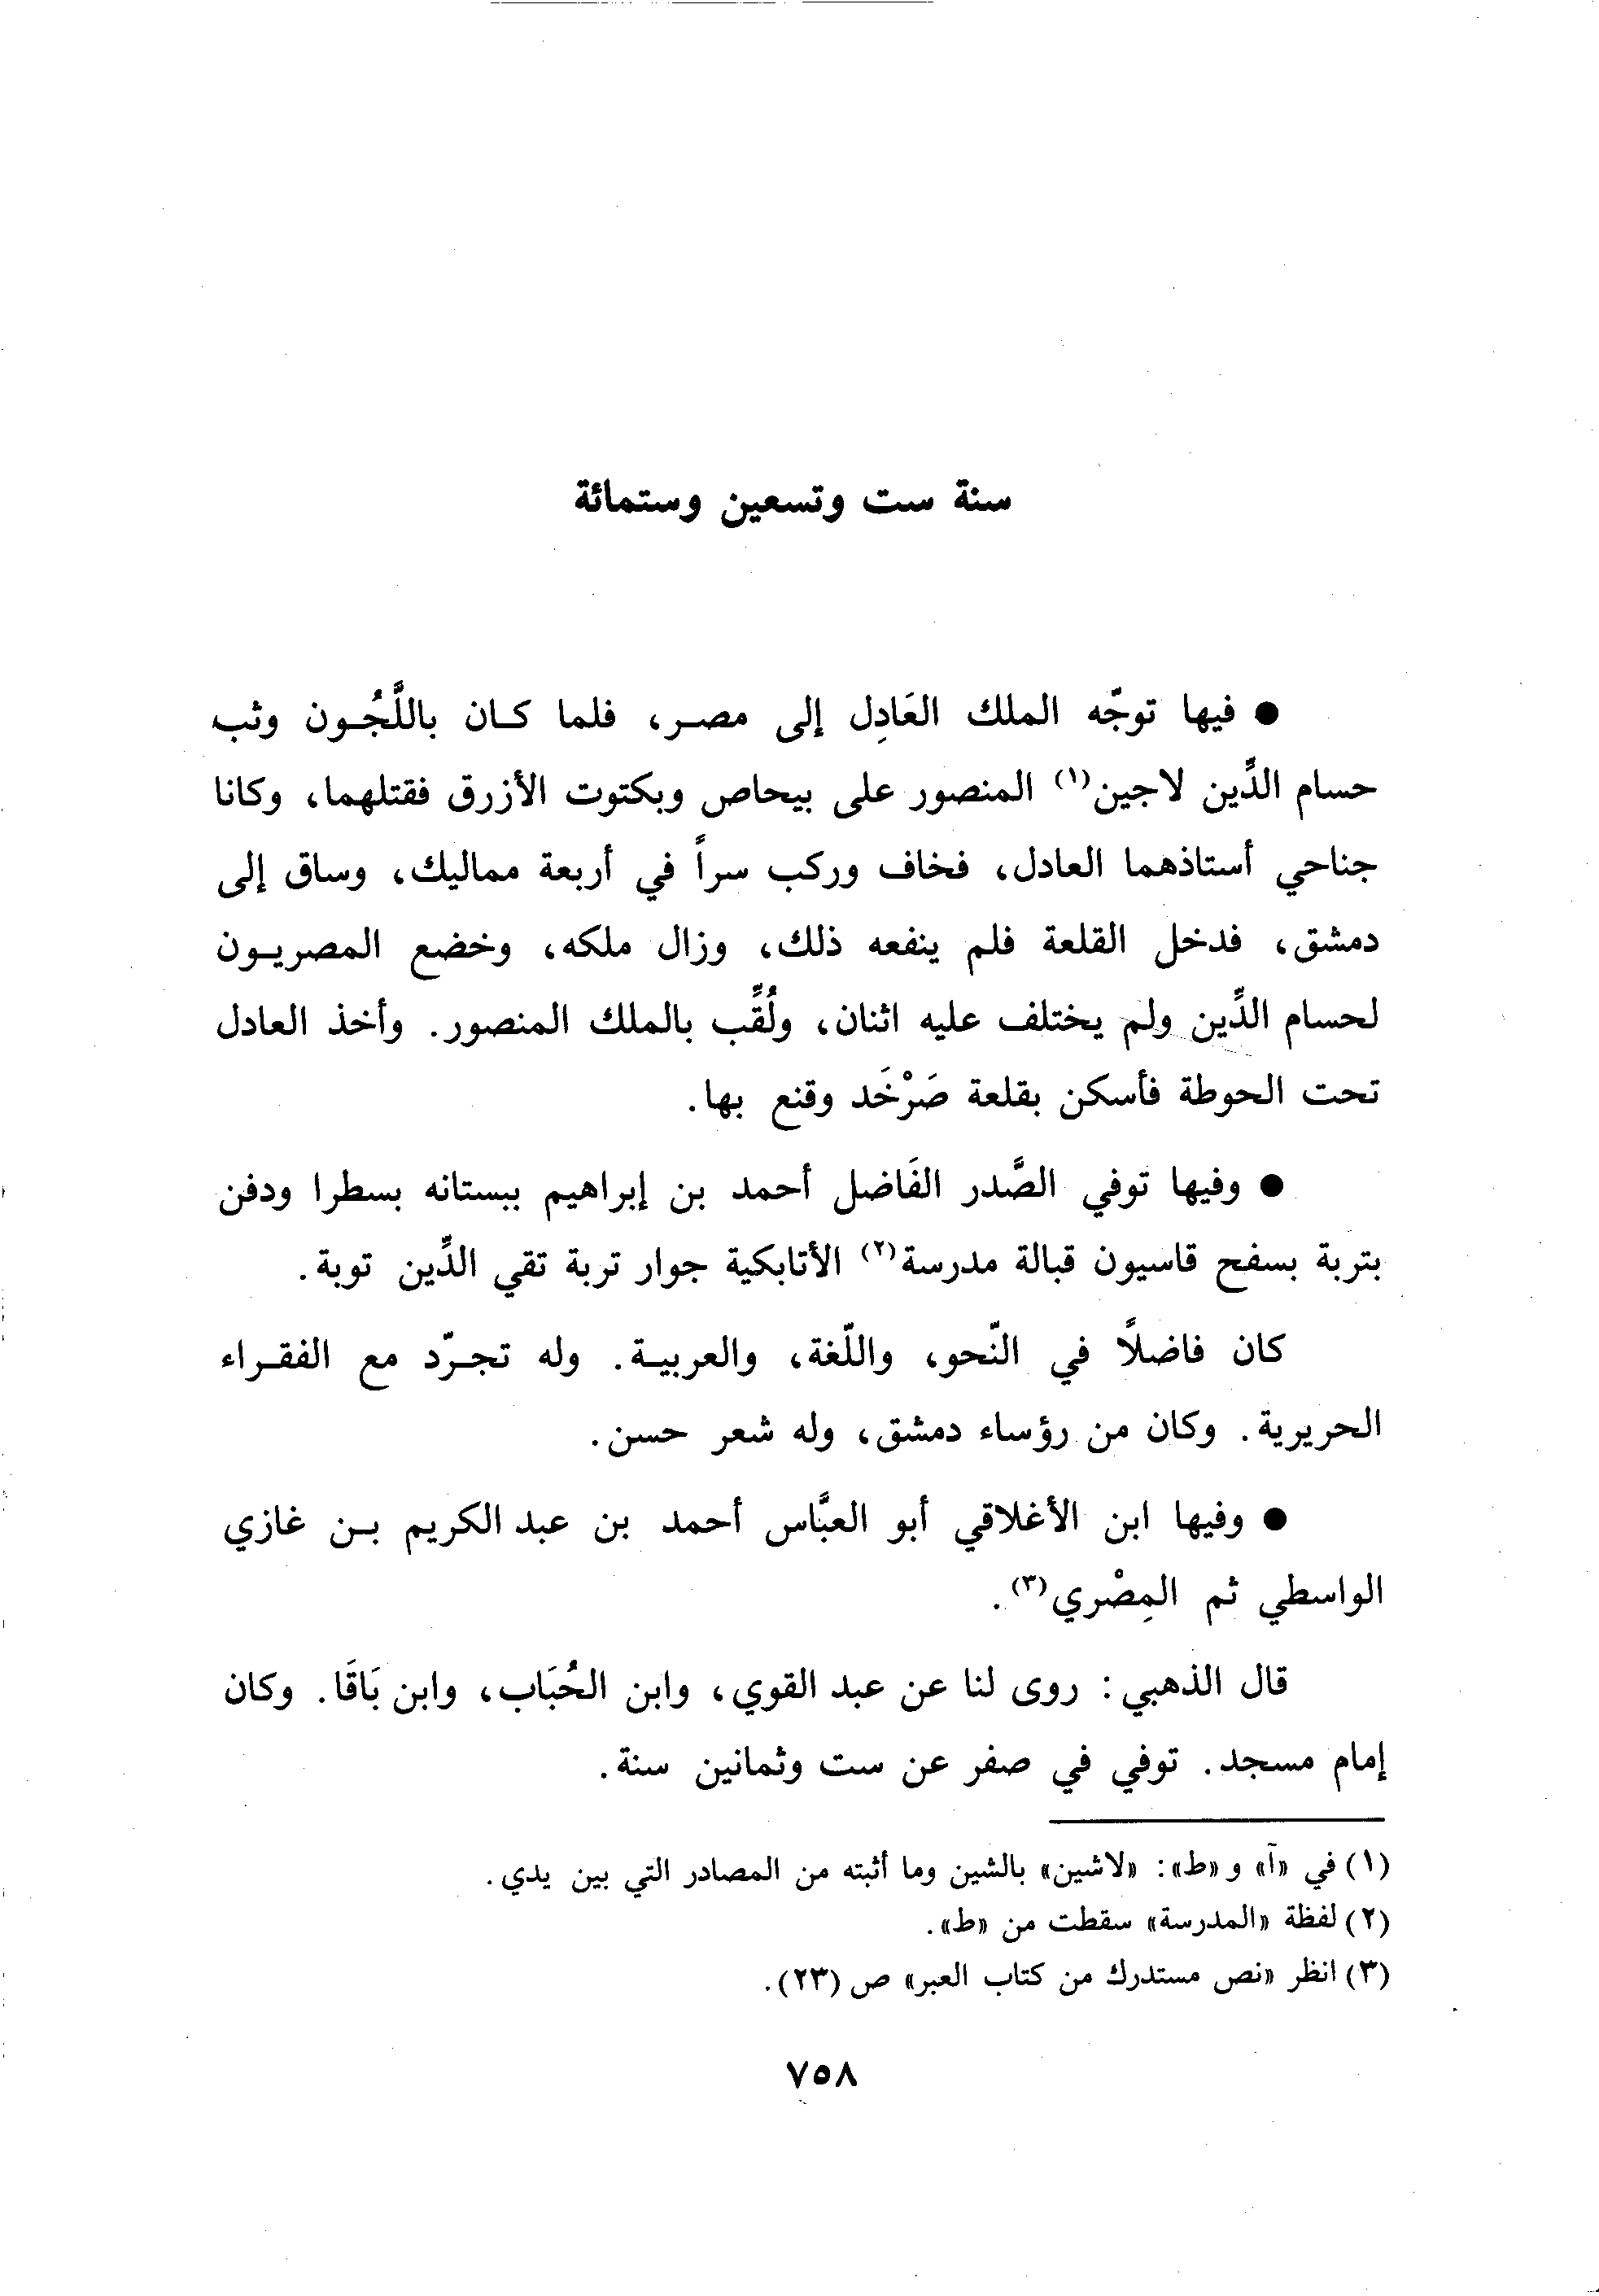 سنة ست وتسعين وستمائة
● فيها توجّه الملك العَادِل إلى مصر، فلما كان باللَّجُون وثب
حسام الدِّين لاجين(١) المنصور على بيحاص وبكتوت الأزرق فقتلهما، وكانا
جناحي أستاذهما العادل، فخاف وركب سراً في أربعة مماليك، وساق إلى
دمشق، فدخل القلعة فلم ينفعه ذلك، وزال ملكه، وخضع المصريون
لحسام الدِّين ولم يختلف عليه اثنان، ولُقِّب بالملك المنصور. وأخذ العادل
تحت الحوطة فأسكن بقلعة صَرْخَد وقنع بها.
● وفيها توفي الصَّدر الفَاضل أحمد بن إبراهيم ببستانه بسطرا ودفن
بتربة بسفح قاسيون قبالة مدرسة(٢) الأتابكية جوار تربة تقي الدِّين توبة.
كان فاضلًا في النّحو، واللّغة، والعربية. وله تجرّد مع الفقراء
الحريرية. وكان من رؤساء دمشق، وله شعر حسن.
● وفيها ابن الأغلاقي أبو العبَّاس أحمد بن عبد الكريم بن غازي
الواسطي ثم المِصْري(٣).
قال الذهبي: روى لنا عن عبد القوي، وابن الحُبَاب، وابن بَاقَا. وكان
إمام مسجد. توفي في صفر عن ست وثمانين سنة.
(١) في «آ» و«ط»: «لاشين» بالشين وما أثبته من المصادر التي بين يدي.
(٢) لفظة «المدرسة» سقطت من «ط».
(٣) انظر «نص مستدرك من كتاب العبر» ص (٢٣).
٧٥٨